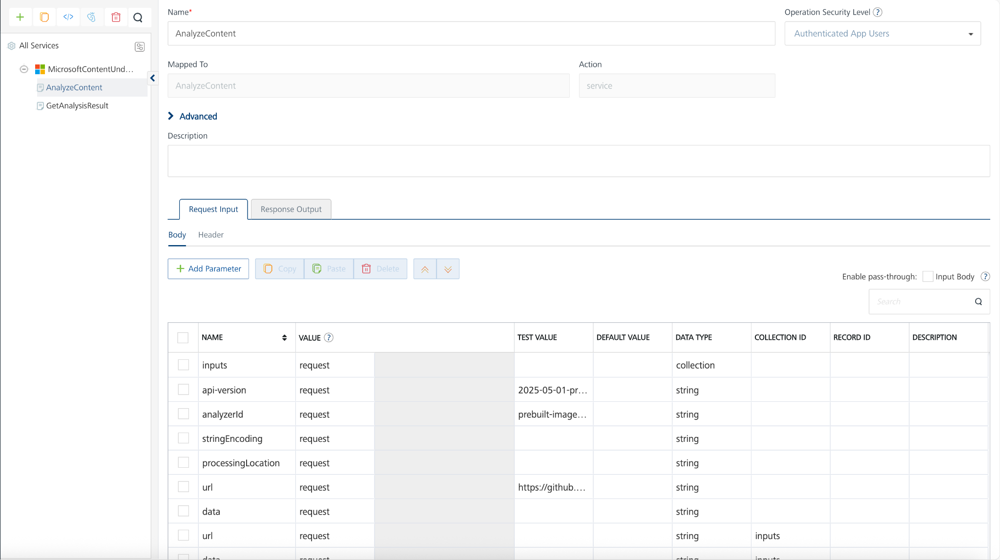 All Services
MicrosoftContentUnd...
AnalyzeContent
GetAnalysisResult
Name*
AnalyzeContent
Operation Security Level ?
Authenticated App Users
Mapped To
AnalyzeContent
Action
service
Advanced
Description
Request Input Response Output
Body Header
Add Parameter Copy Paste Delete
Enable pass-through: Input Body ?
Search
NAME VALUE ? TEST VALUE DEFAULT VALUE DATA TYPE COLLECTION ID RECORD ID DESCRIPTION
inputs request collection
api-version request 2025-05-01-pr... string
analyzerId request prebuilt-image... string
stringEncoding request string
processingLocation request string
url request https://github.... string
data request string
url request string inputs
data request string inputs